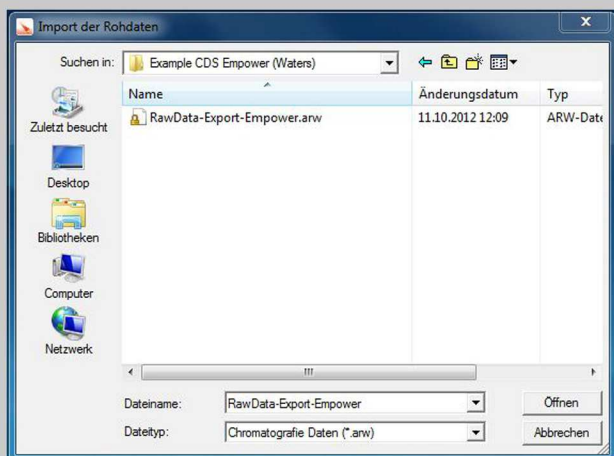 Import der Rohdaten
Suchen in: Example CDS Empower (Waters)
Name Änderungsdatum Typ
RawData-Export-Empower.arw 11.10.2012 12:09 ARW-Date
Zuletzt besucht
Desktop
Bibliotheken
Computer
Netzwerk
Dateiname: RawData-Export-Empower Öffnen
Dateityp: Chromatografie Daten (*.arw) Abbrechen